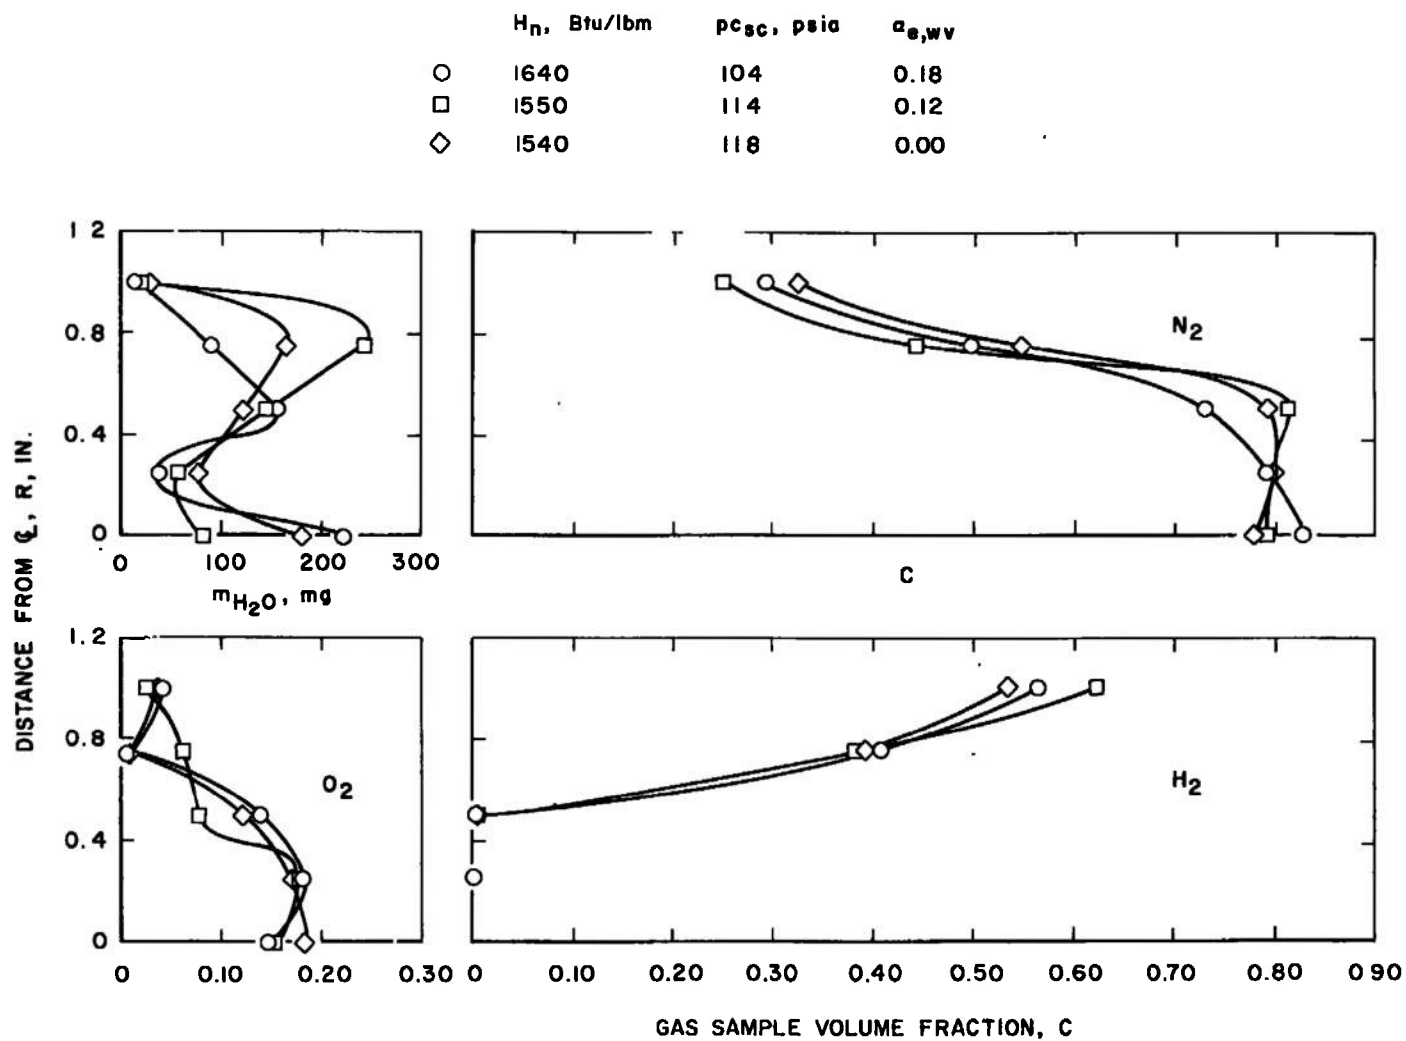 Hn, Btu/lbm pcsc, psia αe,wv
1640 104 0.18
1550 114 0.12
1540 118 0.00
1 2
0.8
0.4
0
0 100 200 300
mH2O, mg
N2
C
DISTANCE FROM ℄, R, IN.
1.2
0.8
0.4
0
O2
H2
0 0.10 0.20 0.30 0 0.10 0.20 0.30 0.40 0.50 0.60 0.70 0.80 0 90
GAS SAMPLE VOLUME FRACTION, C